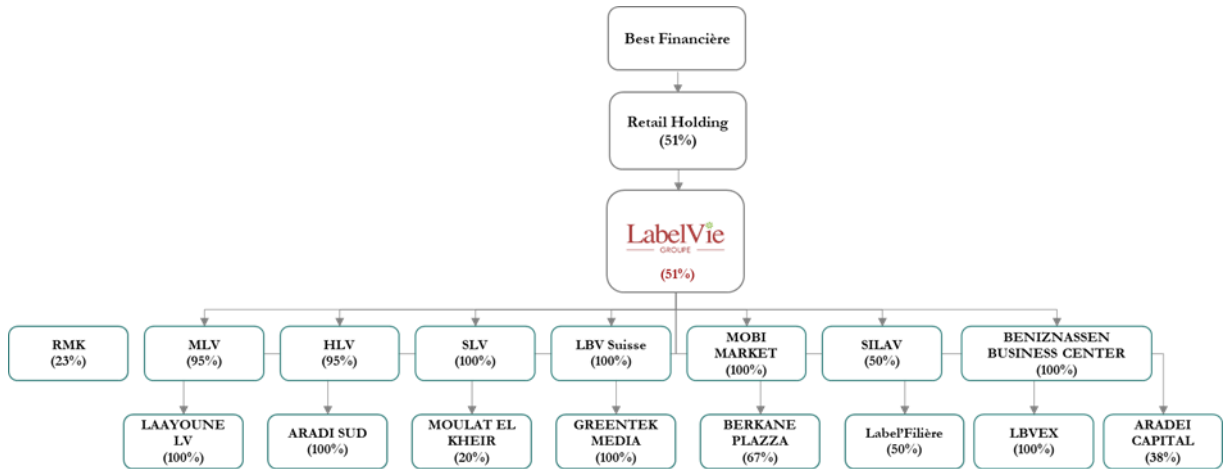 Best Financière
Retail Holding
(51%)
LabelVie
GROUPE
(51%)
RMK
(23%)
MLV
(95%)
HLV
(95%)
SLV
(100%)
LBV Suisse
(100%)
MOBI
MARKET
(100%)
SILAV
(50%)
BENIZNASSEN
BUSINESS CENTER
(100%)
LAAYOUNE
LV
(100%)
ARADI SUD
(100%)
MOULAT EL
KHEIR
(20%)
GREENTEK
MEDIA
(100%)
BERKANE
PLAZZA
(67%)
Label'Filière
(50%)
LBVEX
(100%)
ARADEI
CAPITAL
(38%)